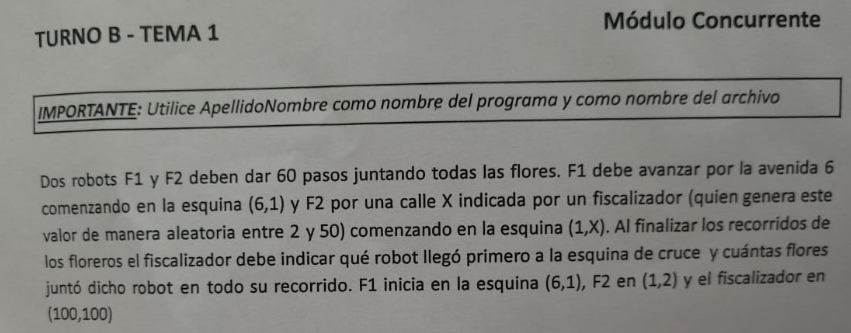 TURNO B - TEMA 1
Módulo Concurrente
IMPORTANTE: Utilice ApellidoNombre como nombre del programa y como nombre del archivo
Dos robots F1 y F2 deben dar 60 pasos juntando todas las flores. F1 debe avanzar por la avenida 6
comenzando en la esquina (6,1) y F2 por una calle X indicada por un fiscalizador (quien genera este
valor de manera aleatoria entre 2 y 50) comenzando en la esquina (1,X). Al finalizar los recorridos de
los floreros el fiscalizador debe indicar qué robot llegó primero a la esquina de cruce y cuántas flores
juntó dicho robot en todo su recorrido. F1 inicia en la esquina (6,1), F2 en (1,2) y el fiscalizador en
(100,100)